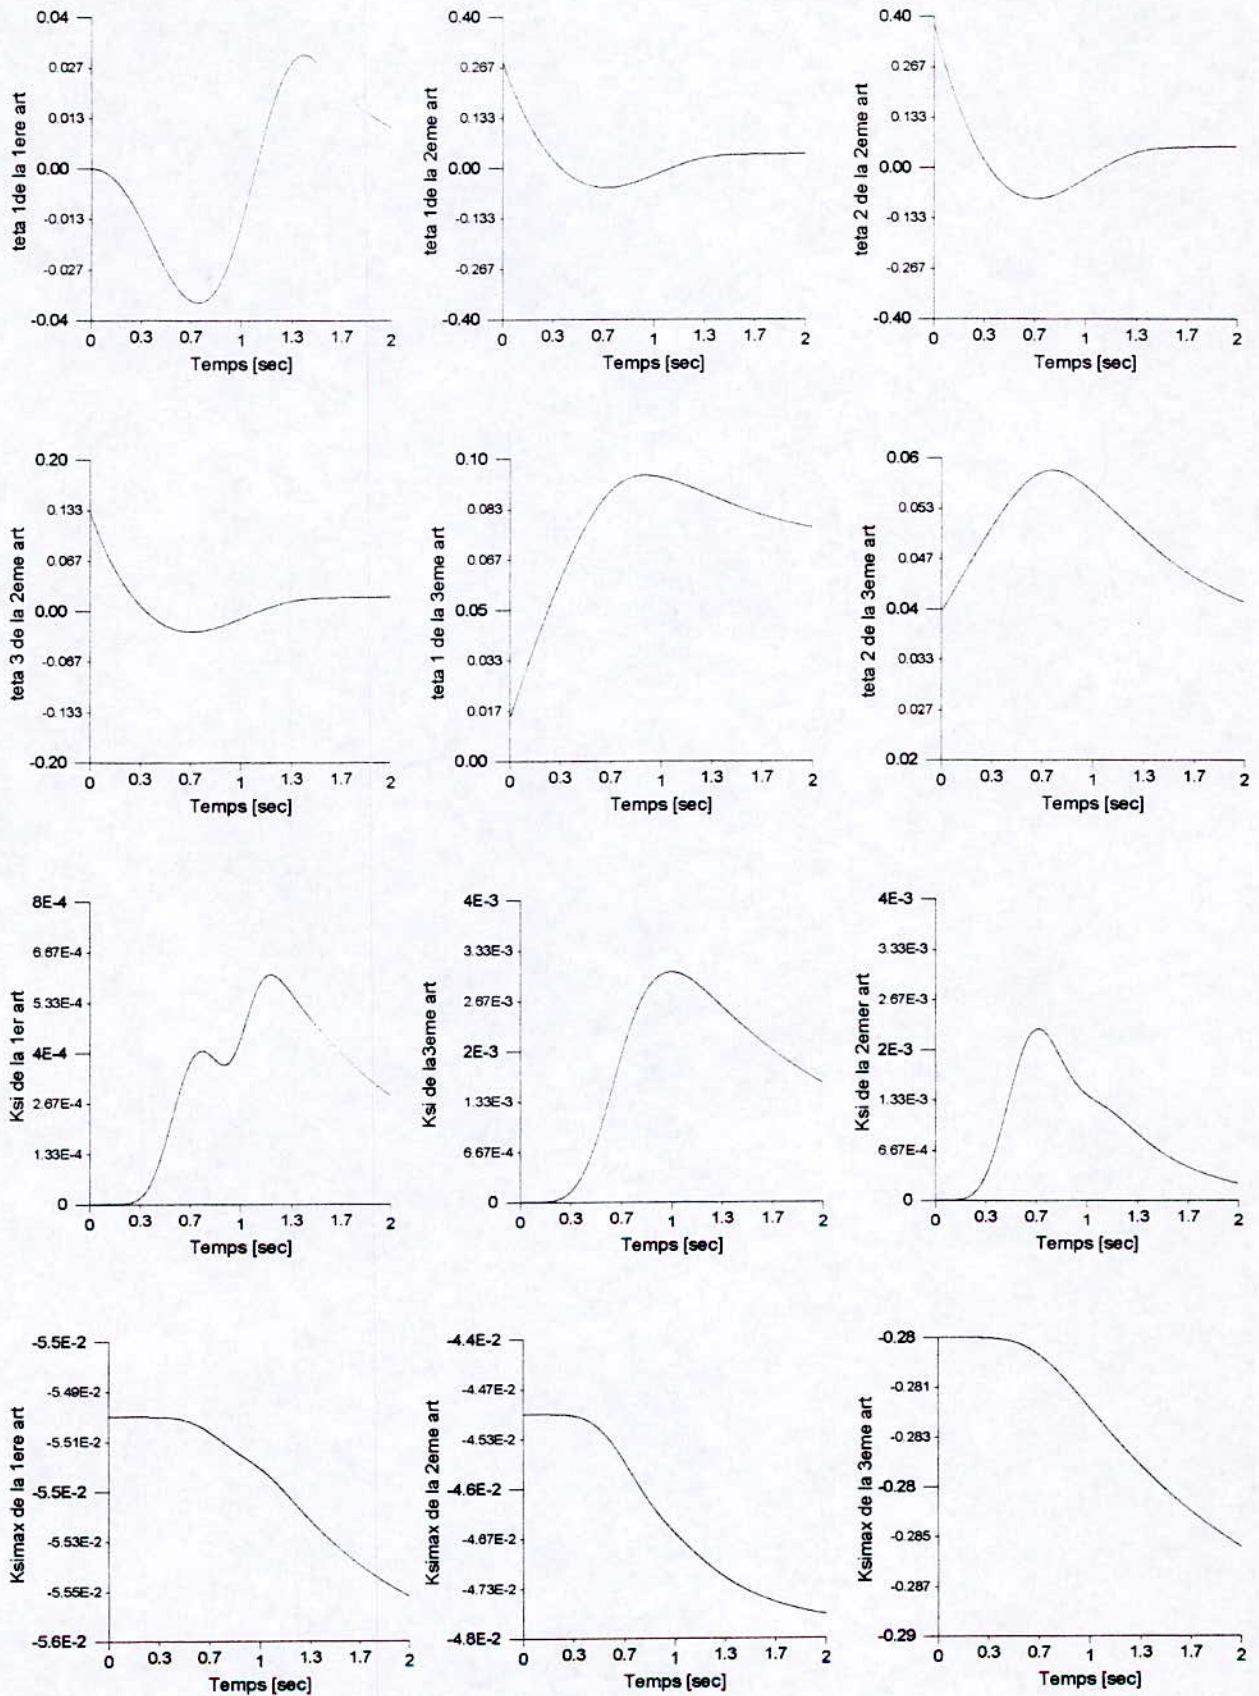 teta 1de la 1ere art
0.04
0.027
0.013
0.00
-0.013
-0.027
-0.04
0 0.3 0.7 1 1.3 1.7 2
Temps [sec]
teta 1de la 2eme art
0.40
0.267
0.133
0.00
-0.133
-0.267
-0.40
0 0.3 0.7 1 1.3 1.7 2
Temps [sec]
teta 2 de la 2eme art
0.40
0.267
0.133
0.00
-0.133
-0.267
-0.40
0 0.3 0.7 1 1.3 1.7 2
Temps [sec]
teta 3 de la 2eme art
0.20
0.133
0.067
0.00
-0.067
-0.133
-0.20
0 0.3 0.7 1 1.3 1.7 2
Temps [sec]
teta 1 de la 3eme art
0.10
0.083
0.067
0.05
0.033
0.017
0.00
0 0.3 0.7 1 1.3 1.7 2
Temps [sec]
teta 2 de la 3eme art
0.06
0.053
0.047
0.04
0.033
0.027
0.02
0 0.3 0.7 1 1.3 1.7 2
Temps [sec]
Ksi de la 1er art
8E-4
6.67E-4
5.33E-4
4E-4
2.67E-4
1.33E-4
0
0 0.3 0.7 1 1.3 1.7 2
Temps [sec]
Ksi de la3eme art
4E-3
3.33E-3
2.67E-3
2E-3
1.33E-3
6.67E-4
0
0 0.3 0.7 1 1.3 1.7 2
Temps [sec]
Ksi de la 2emer art
4E-3
3.33E-3
2.67E-3
2E-3
1.33E-3
6.67E-4
0
0 0.3 0.7 1 1.3 1.7 2
Temps [sec]
Ksimax de la 1ere art
-5.5E-2
-5.49E-2
-5.51E-2
-5.5E-2
-5.53E-2
-5.55E-2
-5.6E-2
0 0.3 0.7 1 1.3 1.7 2
Temps [sec]
Ksimax de la 2eme art
-4.4E-2
-4.47E-2
-4.53E-2
-4.6E-2
-4.67E-2
-4.73E-2
-4.8E-2
0 0.3 0.7 1 1.3 1.7 2
Temps [sec]
Ksimax de la 3eme art
-0.28
-0.281
-0.283
-0.28
-0.285
-0.287
-0.29
0 0.3 0.7 1 1.3 1.7 2
Temps [sec]